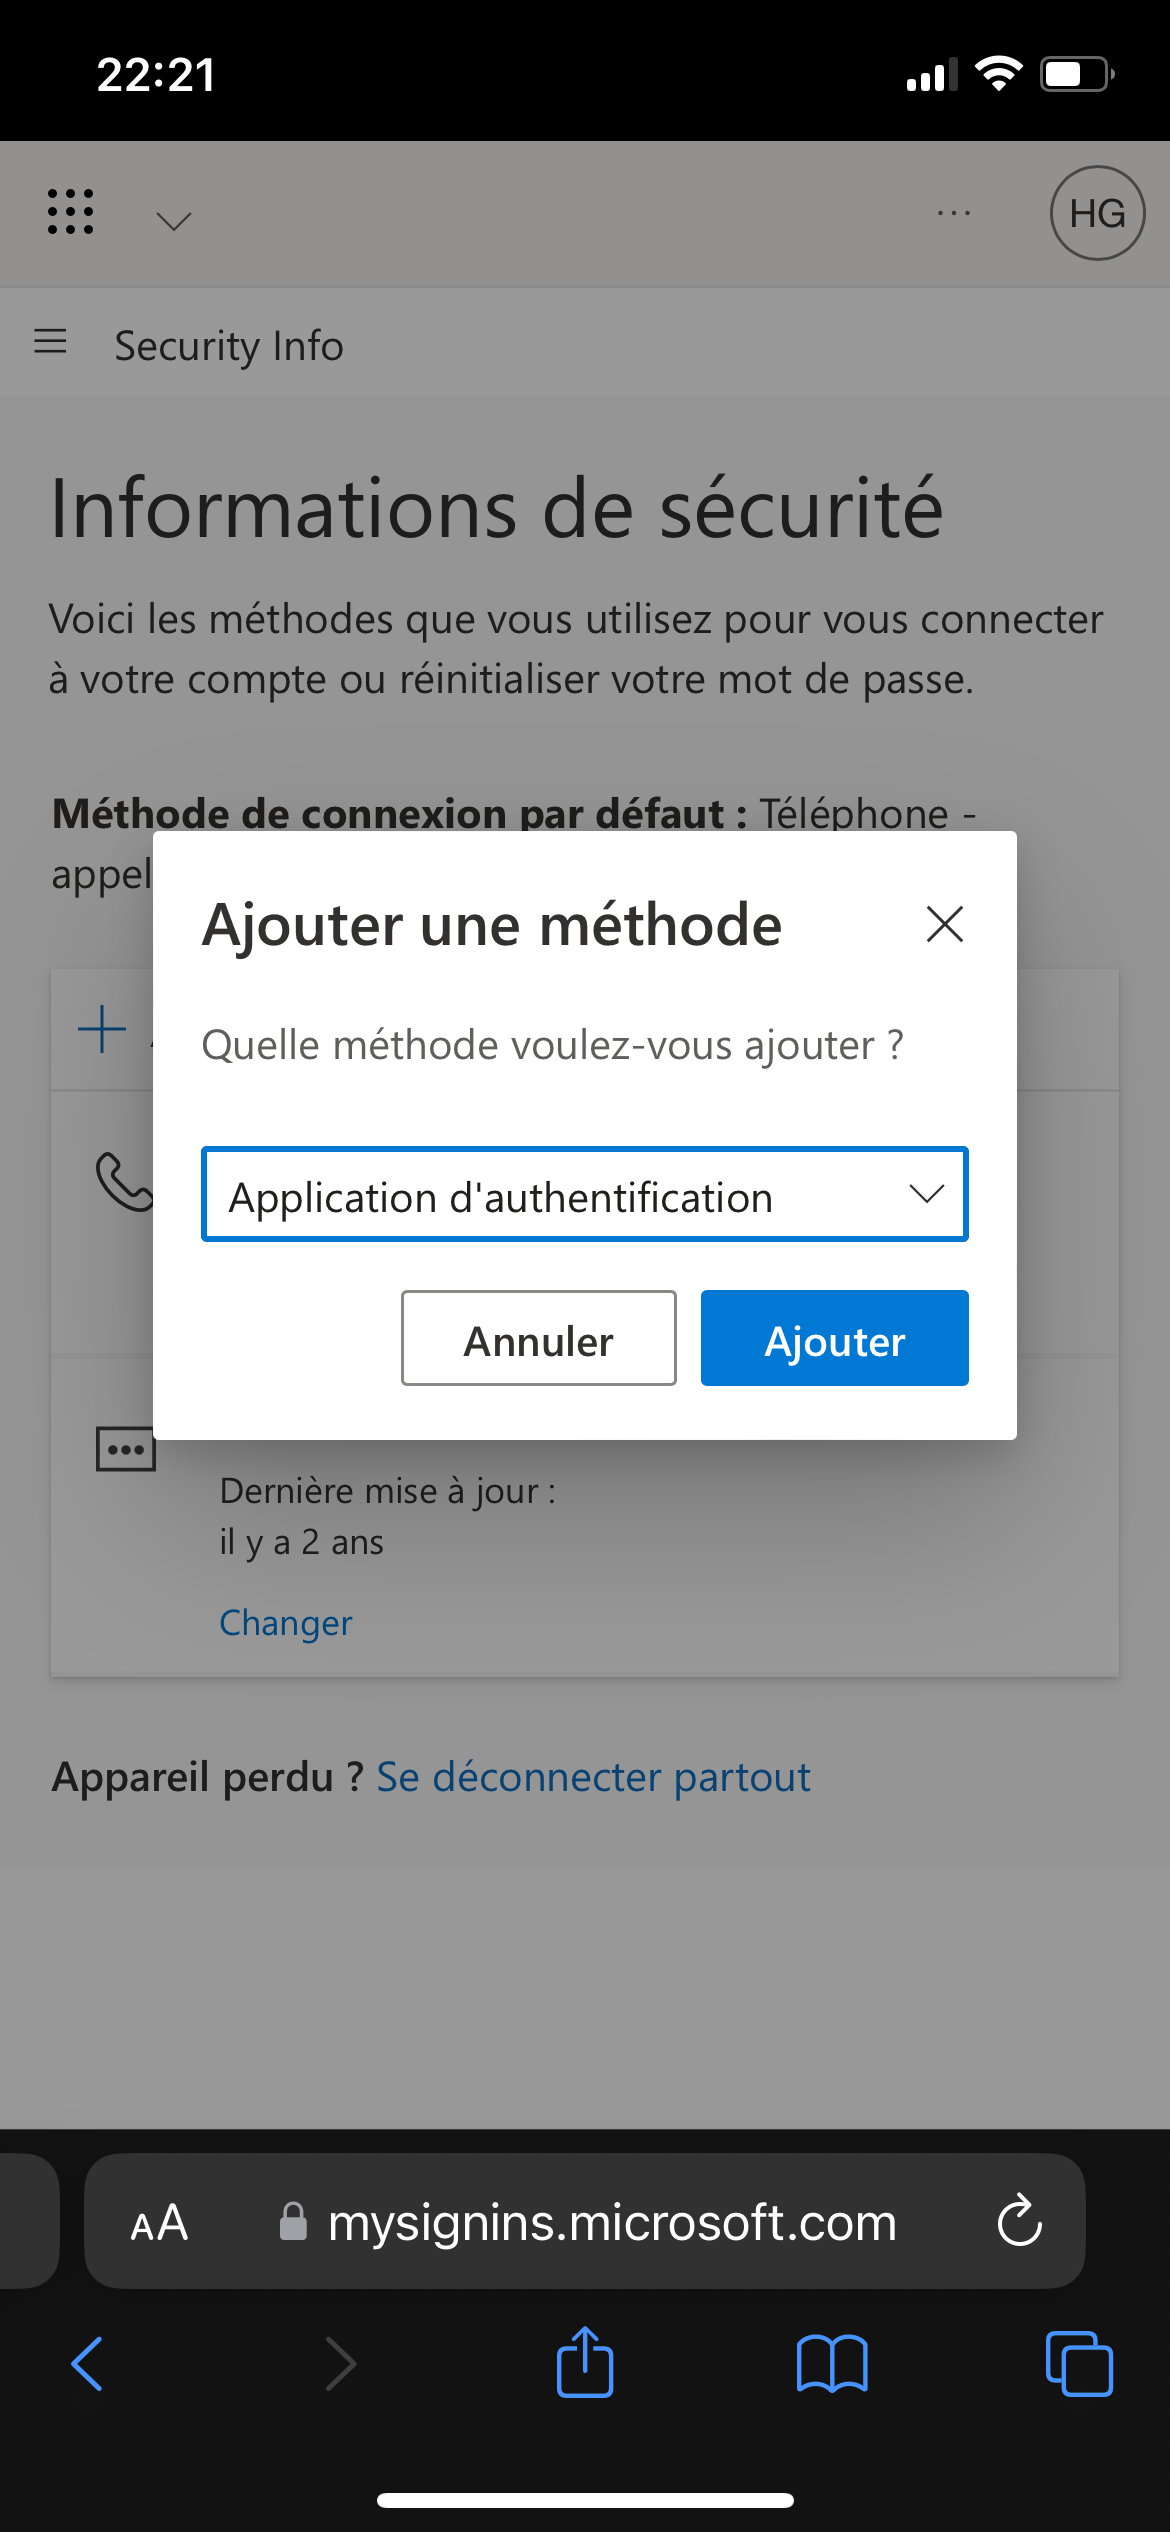 22:21
HG
Security Info
Informations de sécurité
Voici les méthodes que vous utilisez pour vous connecter
à votre compte ou réinitialiser votre mot de passe.
Méthode de connexion par défaut : Téléphone -
appel
Ajouter une méthode
Quelle méthode voulez-vous ajouter ?
Application d'authentification
Annuler
Ajouter
Dernière mise à jour :
il y a 2 ans
Changer
Appareil perdu ? Se déconnecter partout
AA
mysignins.microsoft.com